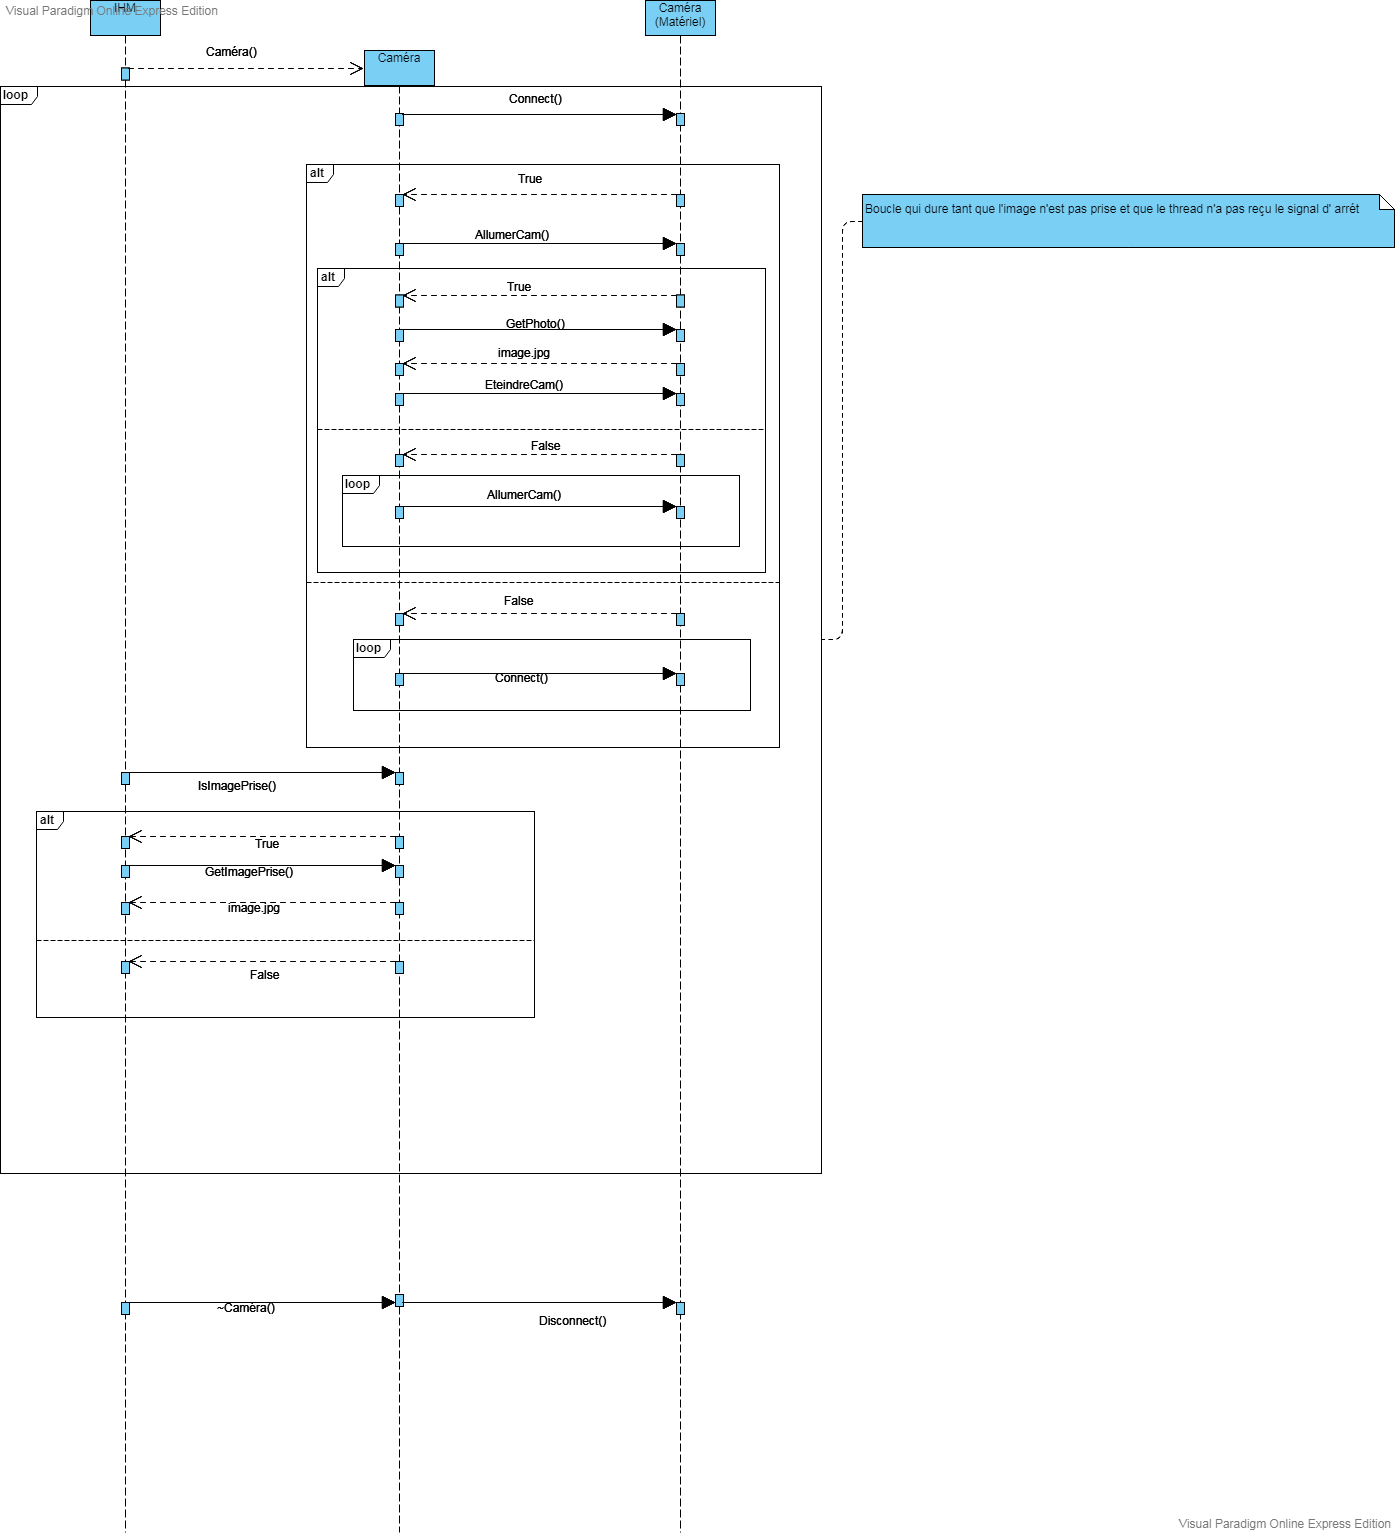 Visual Paradigm Online Express Edition
IHM
Caméra
(Matériel)
Caméra()
Caméra
loop
Connect()
alt
True
Boucle qui dure tant que l'image n'est pas prise et que le thread n'a pas reçu le signal d' arrêt
AllumerCam()
alt
True
GetPhoto()
image.jpg
EteindreCam()
False
loop
AllumerCam()
False
loop
Connect()
IsImagePrise()
alt
True
GetImagePrise()
image.jpg
False
~Caméra()
Disconnect()
Visual Paradigm Online Express Edition